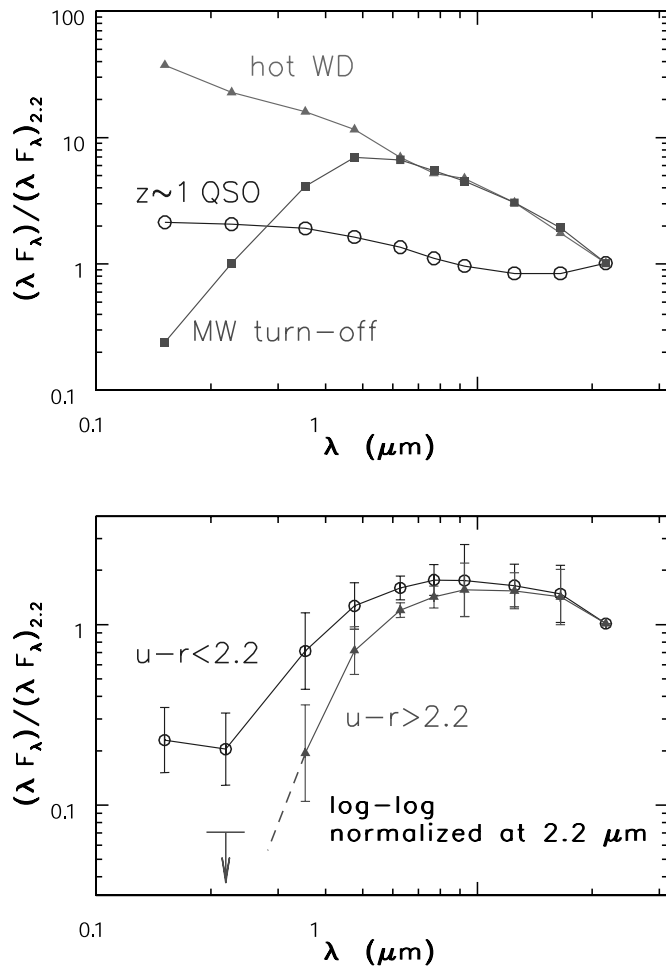 100
hot WD
10
z~1 QSO
1
MW turn-off
0.1
0.1
1
λ (μm)
(λ F_λ)/(λ F_λ)_2.2
u-r<2.2
1
u-r>2.2
0.1
log-log
normalized at 2.2 μm
0.1
1
λ (μm)
(λ F_λ)/(λ F_λ)_2.2